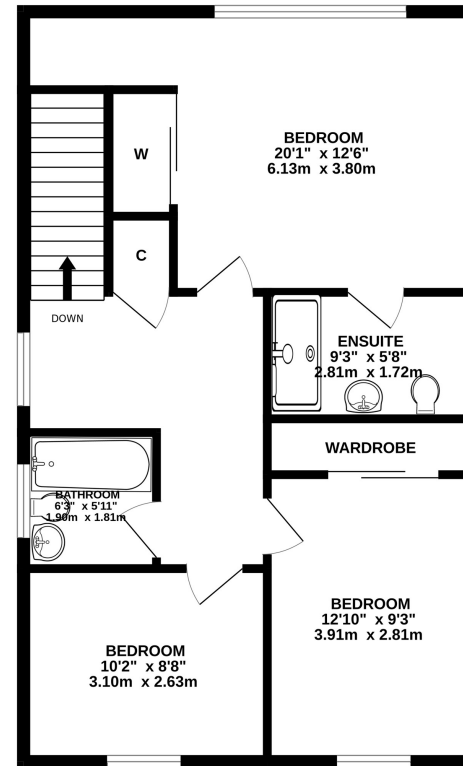 BEDROOM
20'1" x 12'6"
6.13m x 3.80m
W
C
DOWN
ENSUITE
9'3" x 5'8"
2.81m x 1.72m
WARDROBE
BATHROOM
6'3" x 5'11"
1.90m x 1.81m
BEDROOM
12'10" x 9'3"
3.91m x 2.81m
BEDROOM
10'2" x 8'8"
3.10m x 2.63m